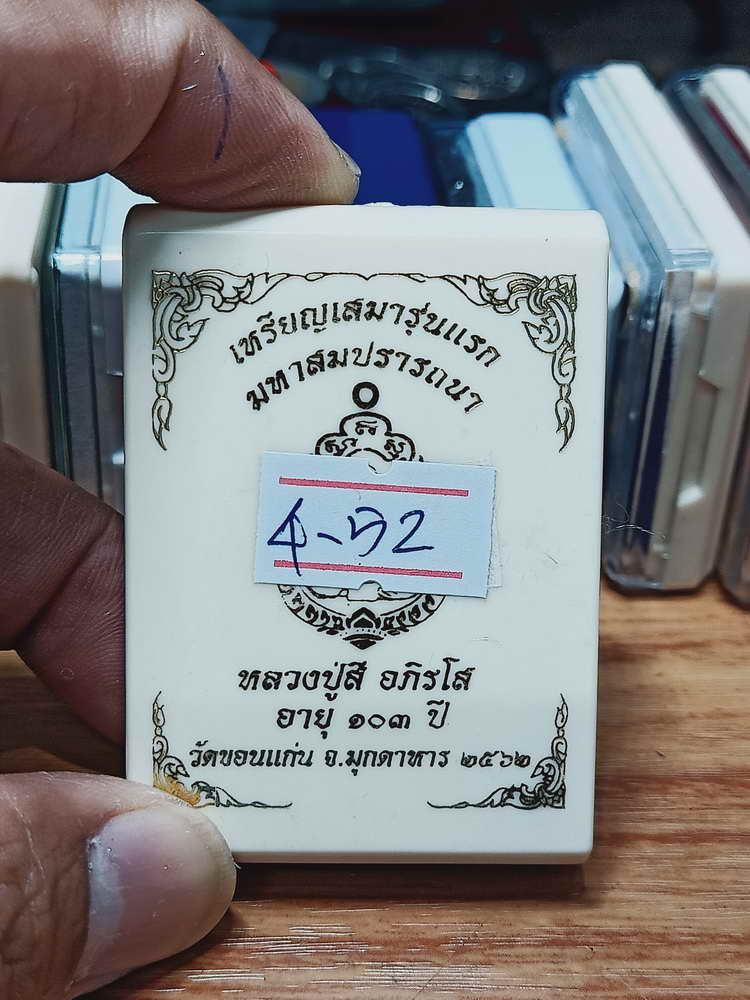 เหรียญเสมารุ่นแรก
มหาสมปรารถนา
4-52
หลวงปู่สี อภิรโส
อายุ ๑๐๓ ปี
วัดขอนแก่น จ.มุกดาหาร ๒๕๖๒